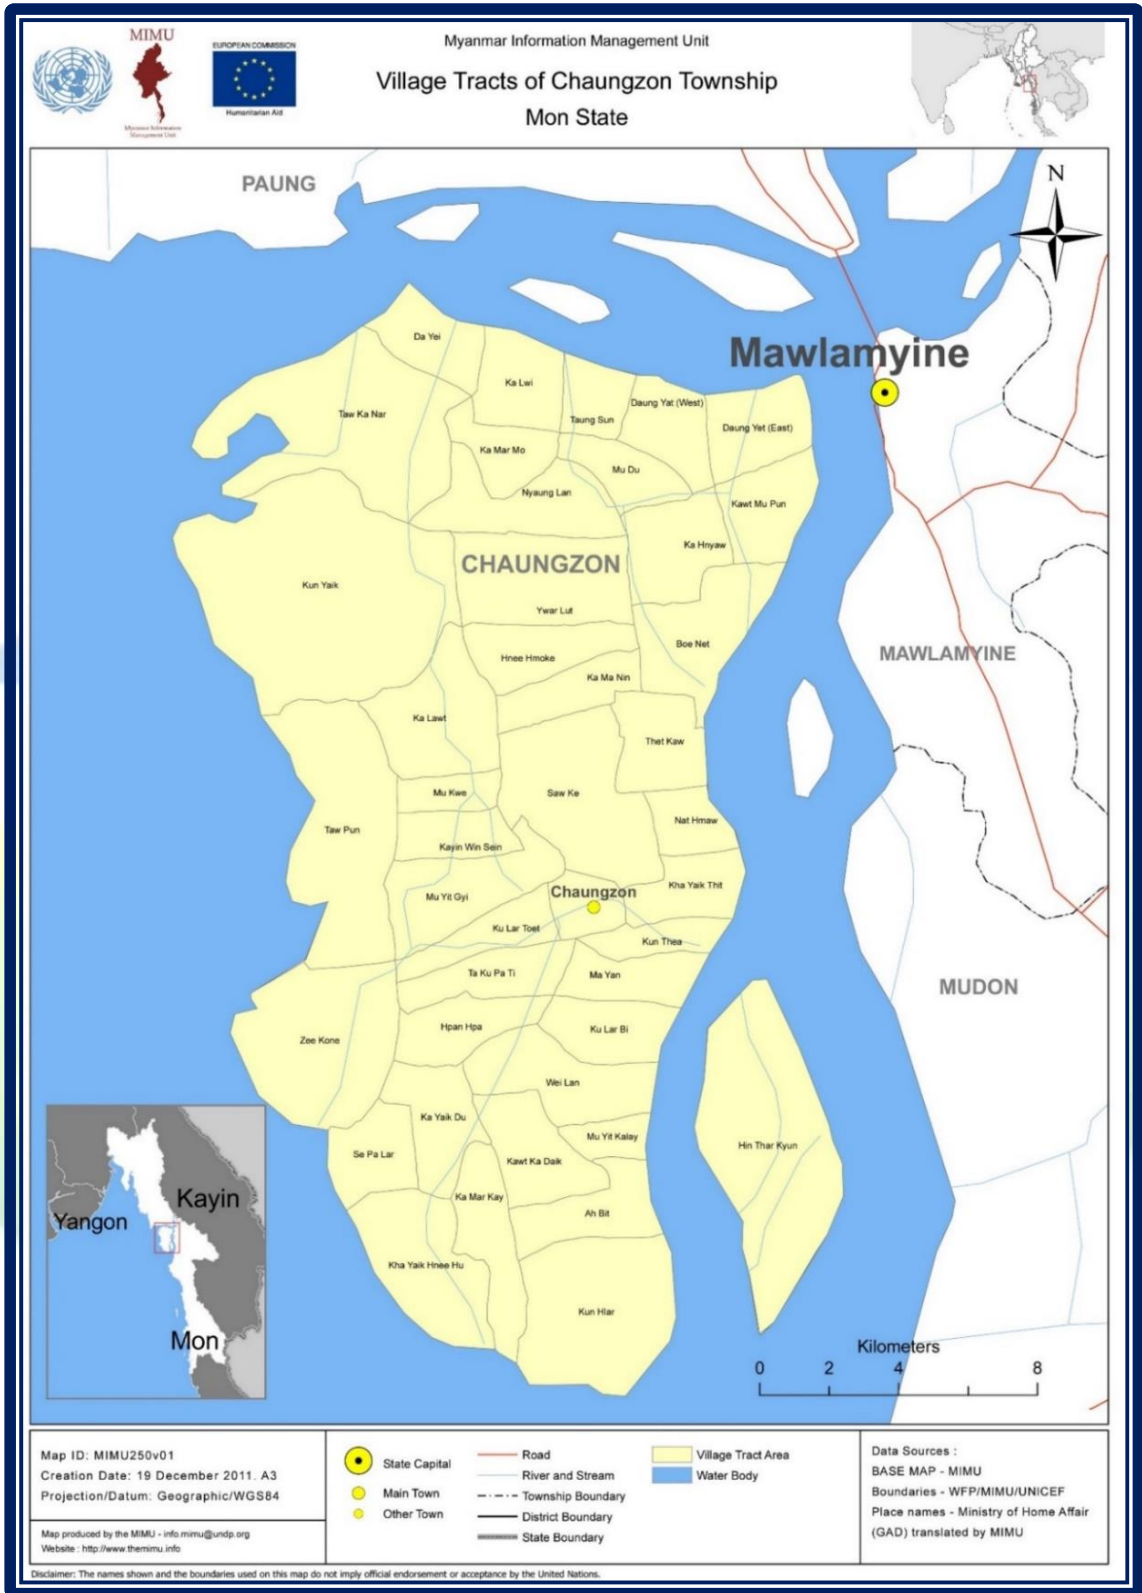 MIMU
Myanmar Information
Management Unit
EUROPEAN COMMISSION
Humanitarian Aid
Myanmar Information Management Unit
Village Tracts of Chaungzon Township
Mon State
PAUNG
N
Mawlamyine
Da Yei
Ka Lwi
Taw Ka Nar
Taung Sun
Daung Yat (West)
Daung Yet (East)
Ka Mar Mo
Mu Du
Nyaung Lan
Kawt Mu Pun
Ka Hnyaw
CHAUNGZON
Kun Yaik
Ywar Lut
Boe Net
MAWLAMYINE
Hnee Hmoke
Ka Ma Nin
Ka Lawt
Thet Kaw
Mu Kwe
Saw Ke
Taw Pun
Nat Hmaw
Kayin Win Sein
Kha Yaik Thit
Chaungzon
Mu Yit Gyi
Ku Lar Toet
Kun Thea
Ta Ku Pa Ti
Ma Yan
MUDON
Hpan Hpa
Ku Lar Bi
Zee Kone
Wei Lan
Ka Yaik Du
Mu Yit Kalay
Hin Thar Kyun
Se Pa Lar
Kawt Ka Daik
Ka Mar Kay
Ah Bit
Kha Yaik Hnee Hu
Kun Hlar
Kayin
Yangon
Mon
Kilometers
0 2 4 8
Map ID: MIMU250v01
Creation Date: 19 December 2011. A3
Projection/Datum: Geographic/WGS84
Map produced by the MIMU - info.mimu@undp.org
Website : http://www.themimu.info
State Capital
Main Town
Other Town
Road
River and Stream
Township Boundary
District Boundary
State Boundary
Village Tract Area
Water Body
Data Sources :
BASE MAP - MIMU
Boundaries - WFP/MIMU/UNICEF
Place names - Ministry of Home Affair
(GAD) translated by MIMU
Disclaimer: The names shown and the boundaries used on this map do not imply official endorsement or acceptance by the United Nations.